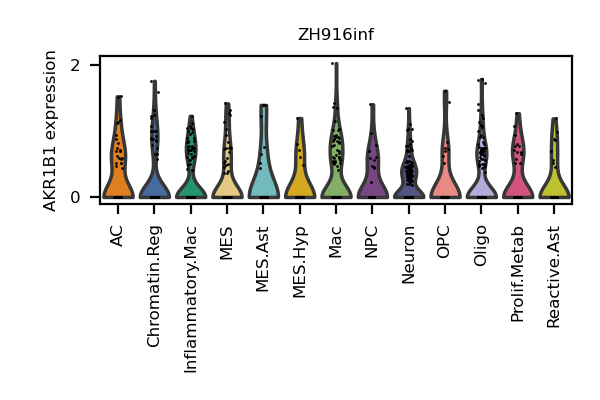 ZH916inf
AKR1B1 expression
2
0
AC
Chromatin.Reg
Inflammatory.Mac
MES
MES.Ast
MES.Hyp
Mac
NPC
Neuron
OPC
Oligo
Prolif.Metab
Reactive.Ast